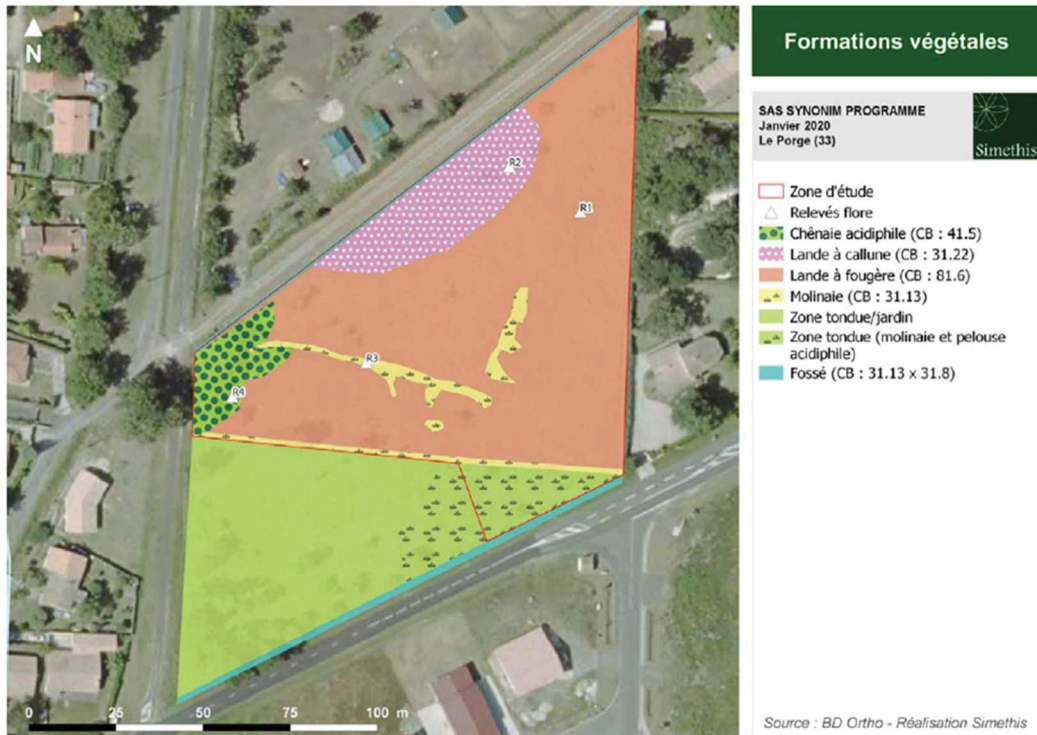 N
R2
R1
R3
R4
0 25 50 75 100 m
Formations végétales
SAS SYNONIM PROGRAMME
Janvier 2020
Le Porge (33)
Simethis
Zone d'étude
Relevés flore
Chênaie acidiphile (CB : 41.5)
Lande à callune (CB : 31.22)
Lande à fougère (CB : 81.6)
Molinaie (CB : 31.13)
Zone tondue/jardin
Zone tondue (molinaie et pelouse
acidiphile)
Fossé (CB : 31.13 x 31.8)
Source : BD Ortho - Réalisation Simethis